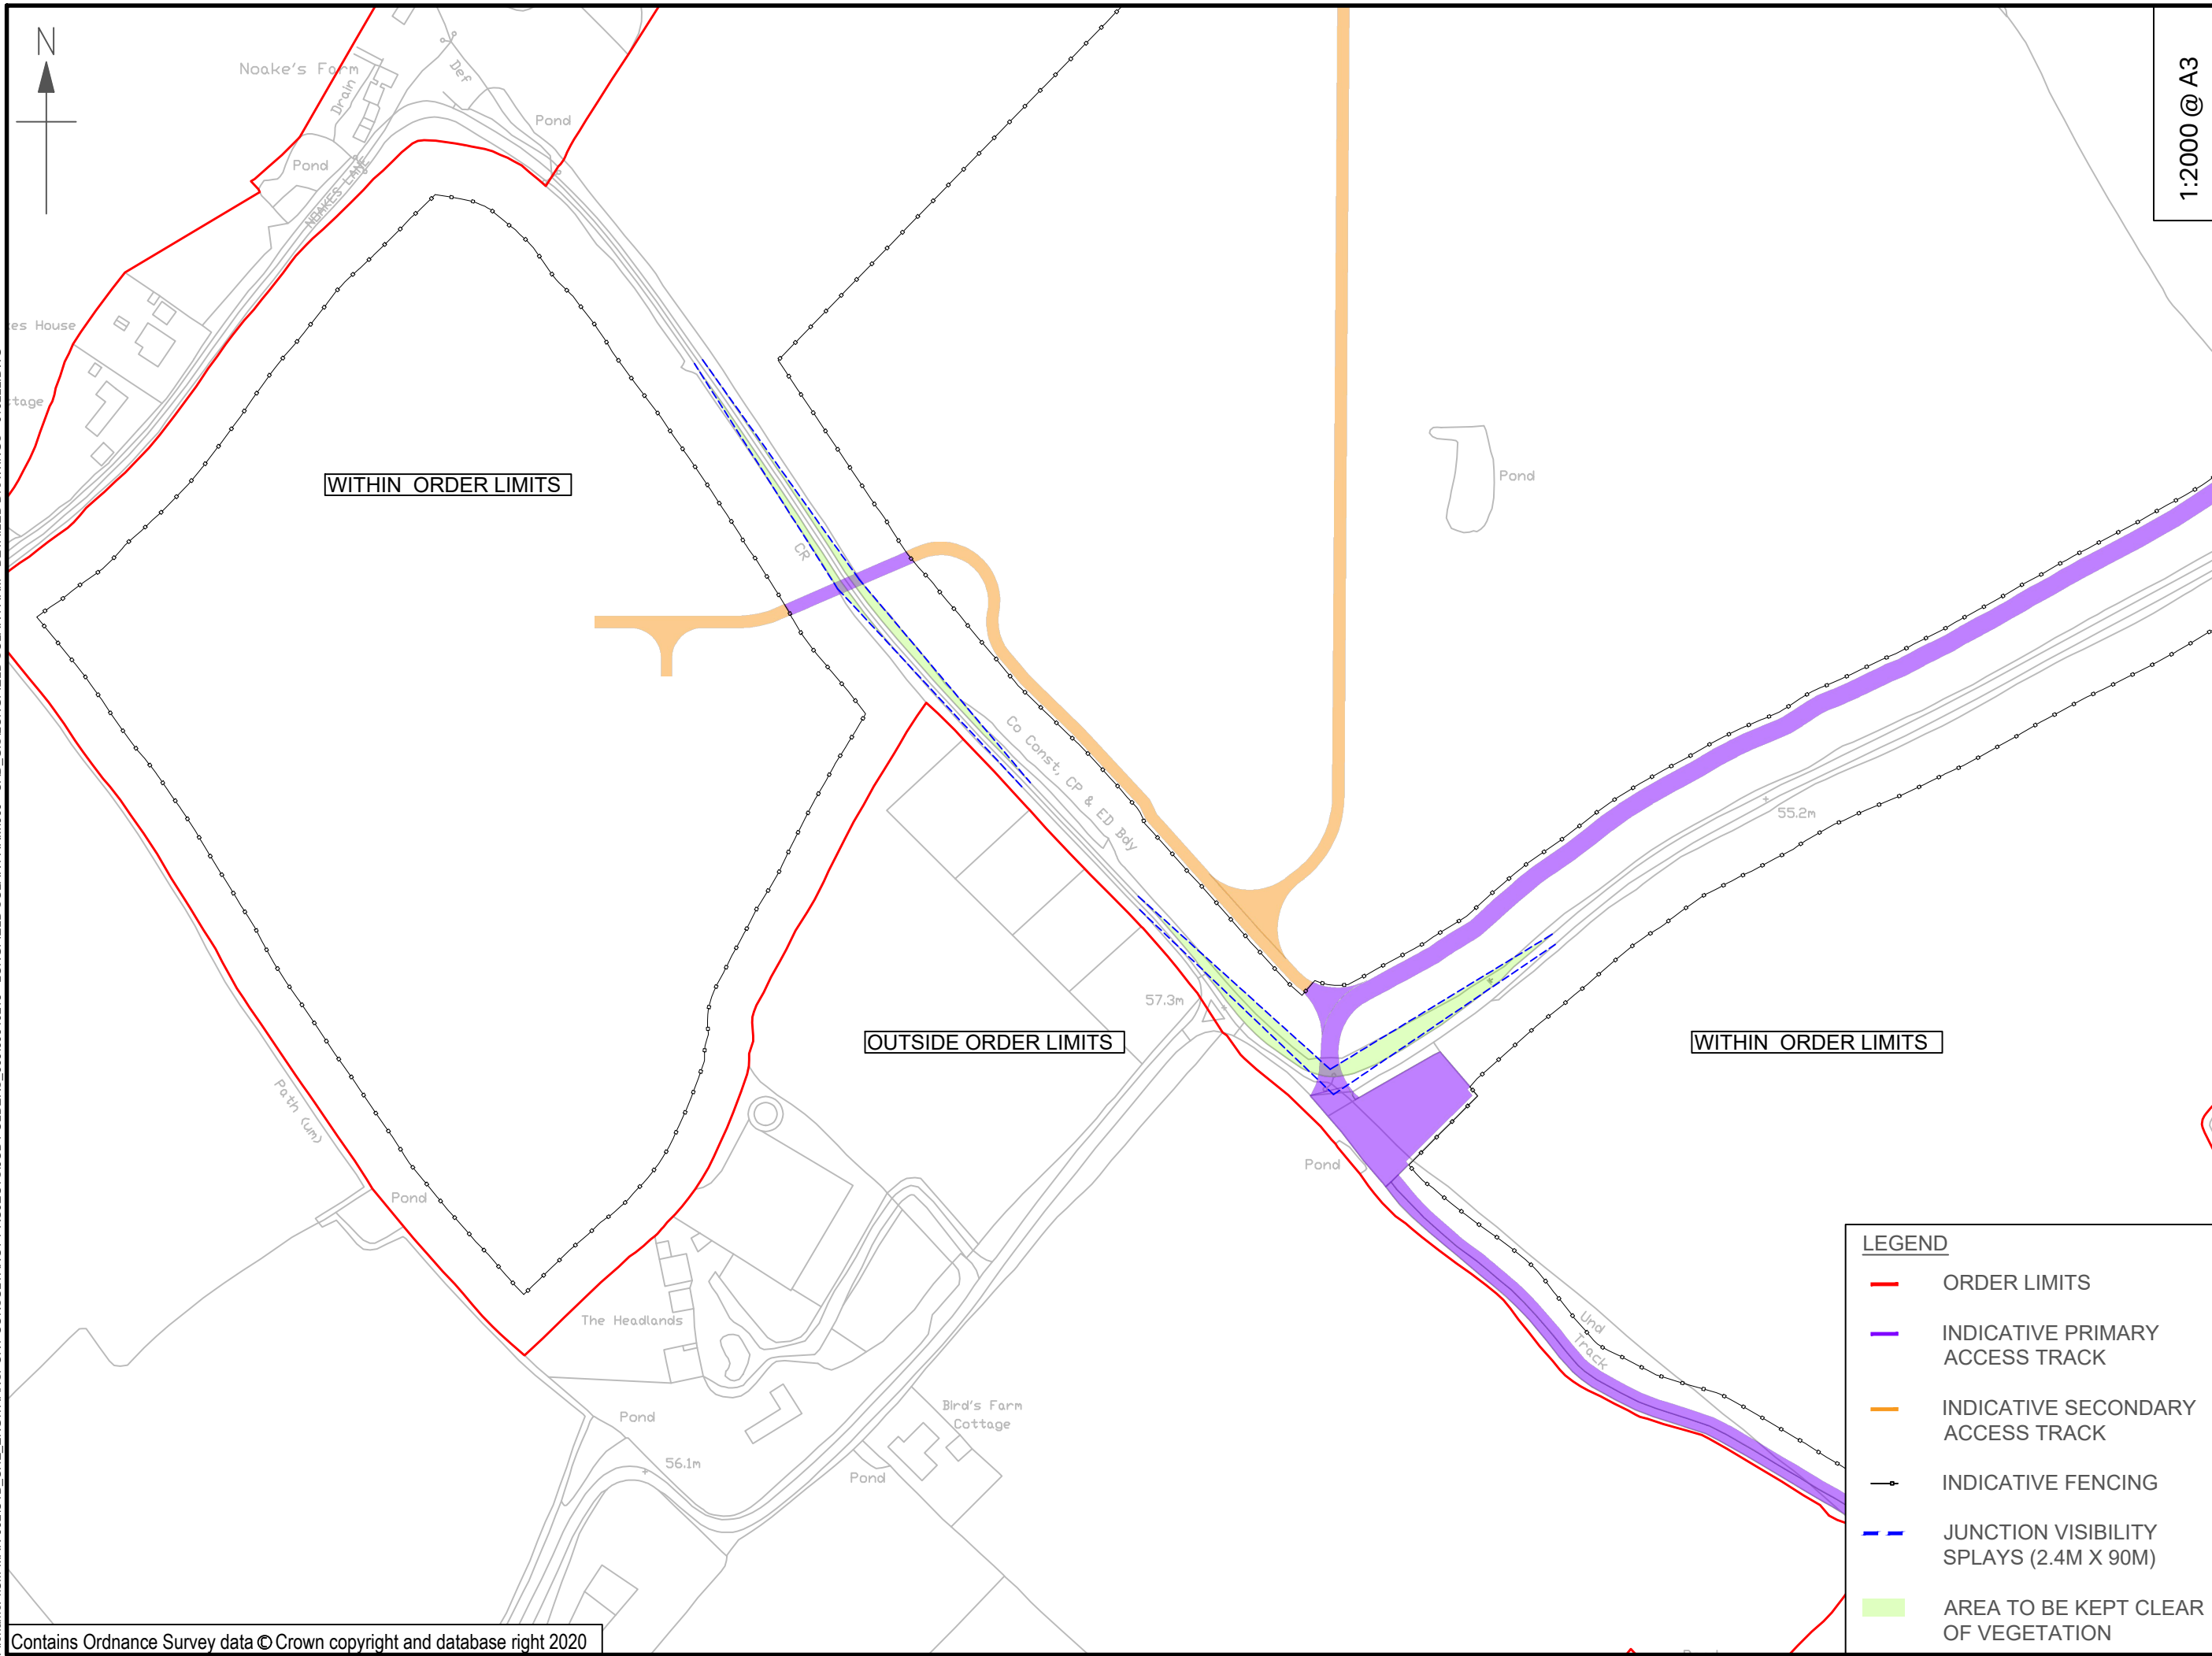 N
1:2000 @ A3
Noake's Farm
Drain
Def
Pond
Pond
NOAKES LANE
es House
tage
WITHIN ORDER LIMITS
Pond
CR
Co Const, CP & ED Bdy
55.2m
57.3m
OUTSIDE ORDER LIMITS
WITHIN ORDER LIMITS
Path (um)
Pond
Pond
The Headlands
Und
Track
Pond
Bird's Farm
Cottage
56.1m
Pond
LEGEND
ORDER LIMITS
INDICATIVE PRIMARY
ACCESS TRACK
INDICATIVE SECONDARY
ACCESS TRACK
INDICATIVE FENCING
JUNCTION VISIBILITY
SPLAYS (2.4M X 90M)
AREA TO BE KEPT CLEAR
OF VEGETATION
Contains Ordnance Survey data © Crown copyright and database right 2020